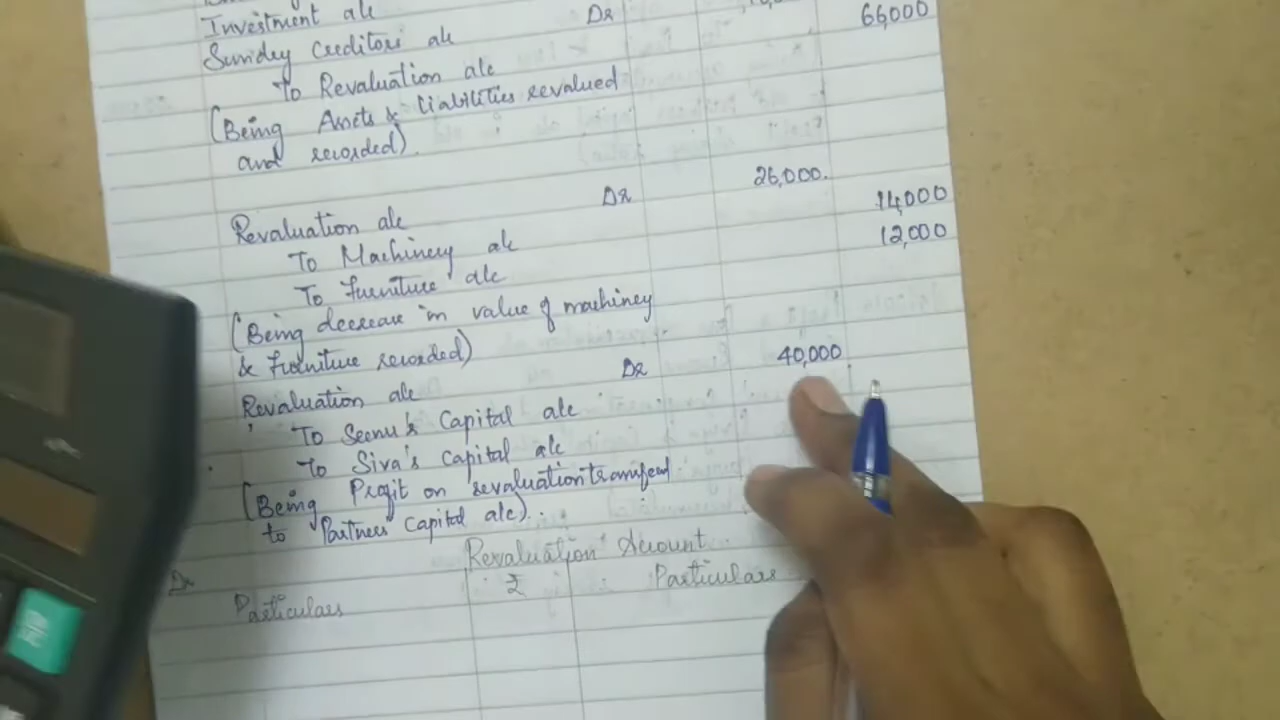 Investment a/c Dr
Sundry Creditors a/c 66,000
To Revaluation a/c
(Being Assets & Liabilities revalued
and recorded).
Revaluation a/c Dr 26,000.
To Machinery a/c 14,000
To Furniture a/c 12,000
(Being decrease in value of machinery
& Furniture recorded)
Revaluation a/c Dr 40,000
To Seenu's Capital a/c
To Siva's Capital a/c
(Being Profit on revaluation transferred
to Partners Capital a/c).
Revaluation Account
Dr
Particulars ₹ Particulars